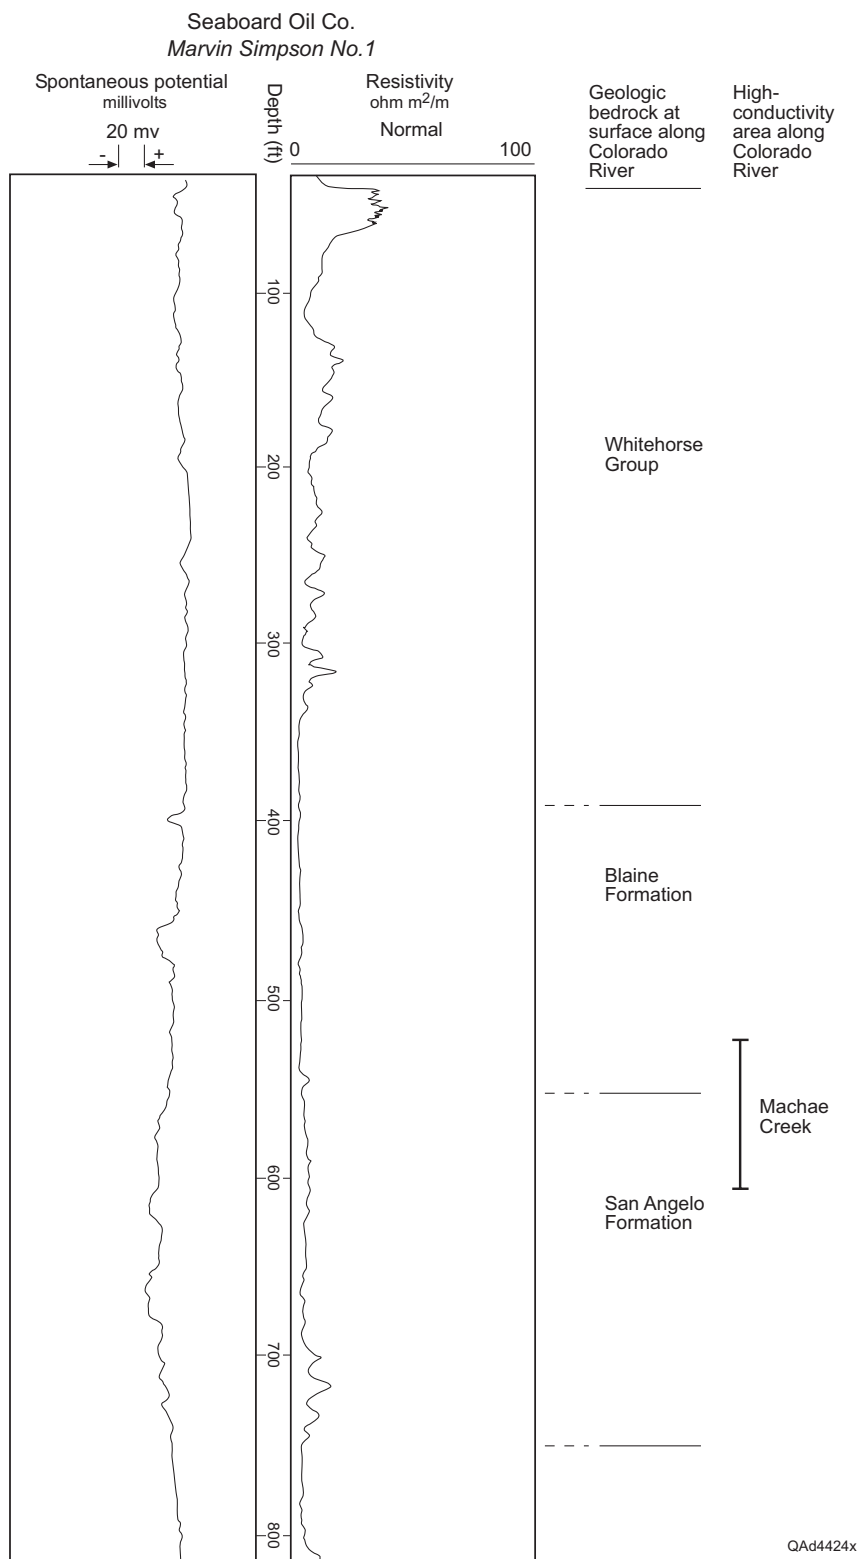 Seaboard Oil Co.
Marvin Simpson No.1
Spontaneous potential
millivolts
20 mv
- +
Depth (ft)
Resistivity
ohm m2/m
Normal
0 100
Geologic
bedrock at
surface along
Colorado
River
High-
conductivity
area along
Colorado
River
100
200
300
400
500
600
700
800
Whitehorse
Group
Blaine
Formation
Machae
Creek
San Angelo
Formation
QAd4424x